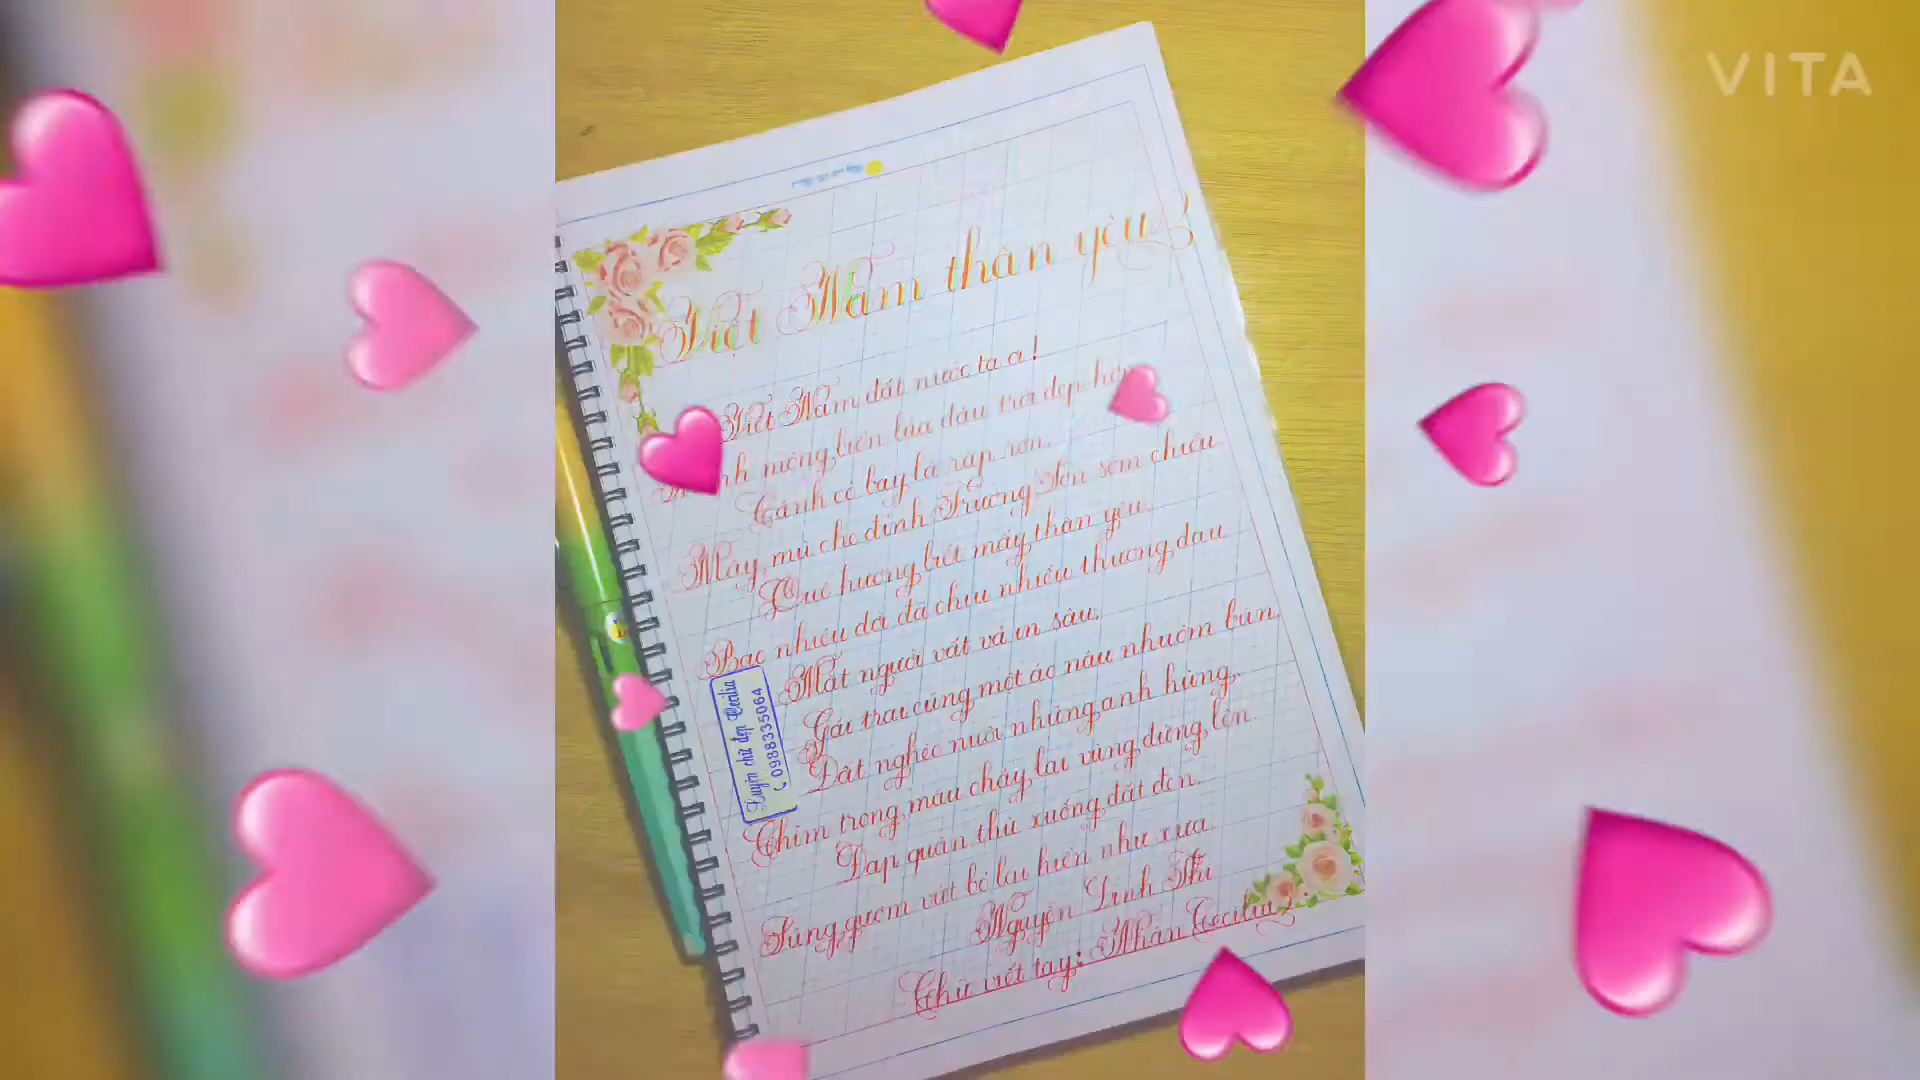 VITA
Việt Nam thân yêu
Việt Nam đất nước ta ơi!
mông biển lúa đâu trời đẹp hơn
Cánh cò bay lả rập rờn,
Mây mù che đỉnh Trường Sơn sớm chiều
Quê hương biết mấy thân yêu
Bao nhiêu đời đã chịu nhiều thương đau
Mặt người vất vả in sâu,
Gái trai cũng một áo nâu nhuộm bùn.
Đất nghèo nuôi những anh hùng,
Chìm trong máu chảy lại vùng đứng lên
Đạp quân thù xuống đất đen.
Súng gươm vứt bỏ lại hiền như xưa.
Nguyễn Đình Thi
Chữ viết tay: Nhân Cecilia
Luyện chữ đẹp Cecilia
0988335064